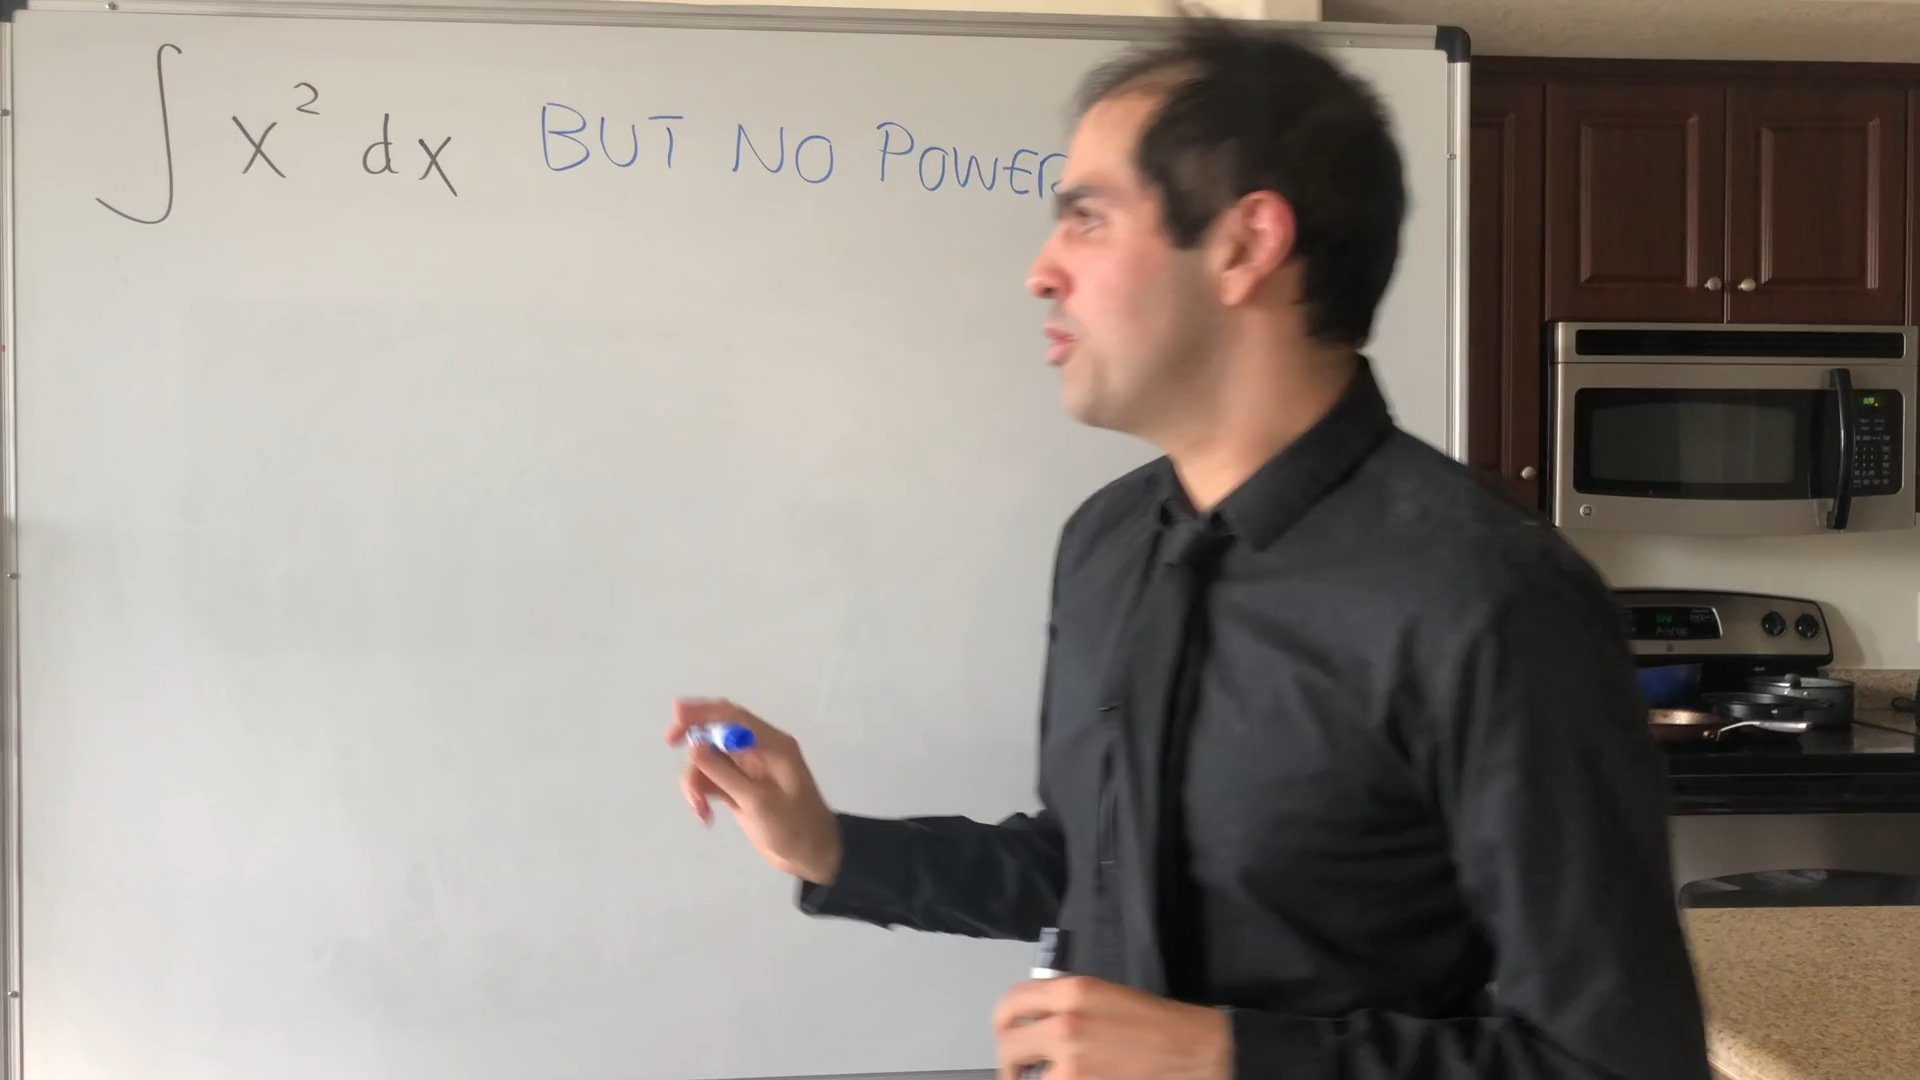 ∫ x² dx BUT NO POWER